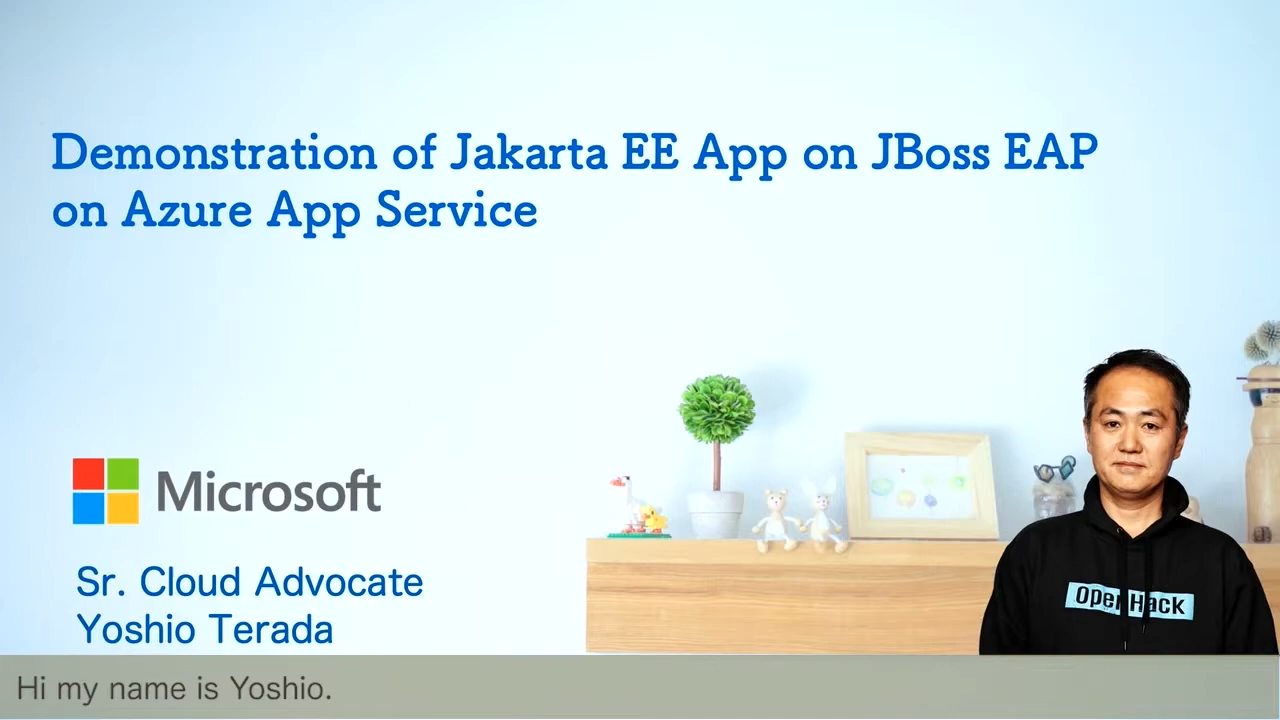 Demonstration of Jakarta EE App on JBoss EAP
on Azure App Service
Microsoft
Sr. Cloud Advocate
Yoshio Terada
OpenHack
Hi my name is Yoshio.